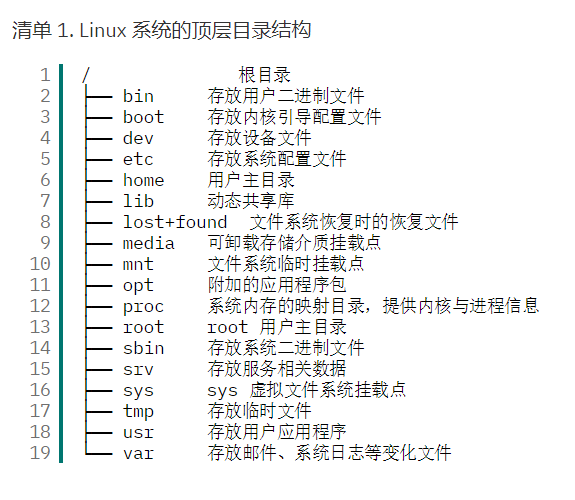 清单 1. Linux 系统的顶层目录结构
1 / 根目录
2 ├── bin 存放用户二进制文件
3 ├── boot 存放内核引导配置文件
4 ├── dev 存放设备文件
5 ├── etc 存放系统配置文件
6 ├── home 用户主目录
7 ├── lib 动态共享库
8 ├── lost+found 文件系统恢复时的恢复文件
9 ├── media 可卸载存储介质挂载点
10 ├── mnt 文件系统临时挂载点
11 ├── opt 附加的应用程序包
12 ├── proc 系统内存的映射目录，提供内核与进程信息
13 ├── root root 用户主目录
14 ├── sbin 存放系统二进制文件
15 ├── srv 存放服务相关数据
16 ├── sys sys 虚拟文件系统挂载点
17 ├── tmp 存放临时文件
18 ├── usr 存放用户应用程序
19 └── var 存放邮件、系统日志等变化文件